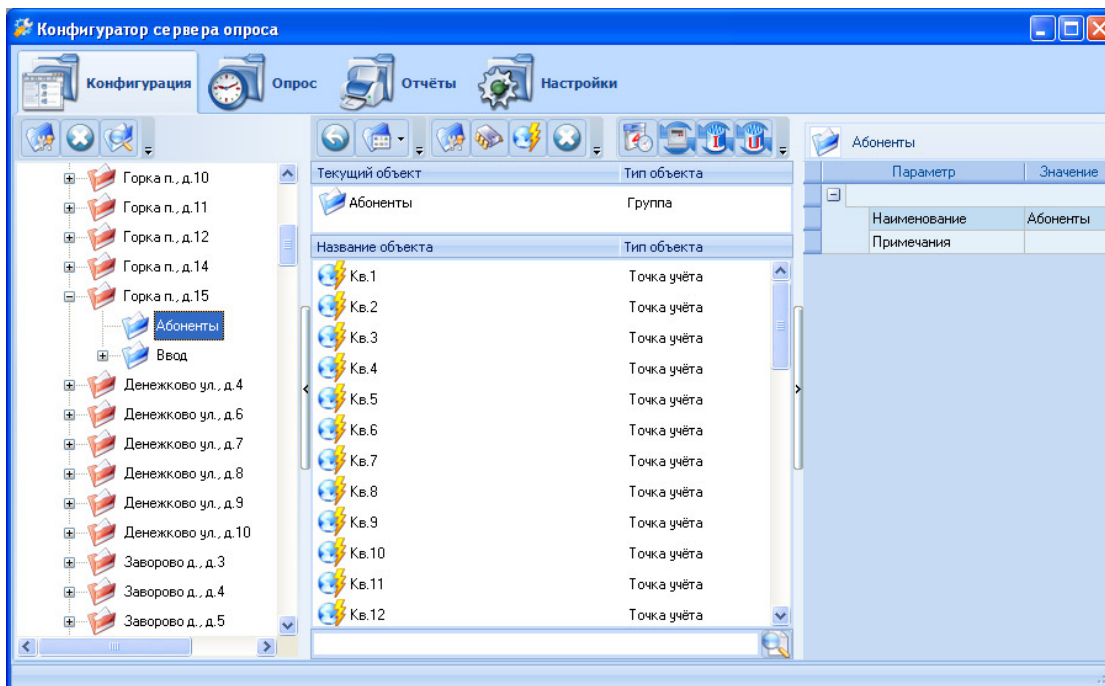 Конфигуратор сервера опроса
Конфигурация
Опрос
Отчёты
Настройки
Горка п., д.10
Горка п., д.11
Горка п., д.12
Горка п., д.14
Горка п., д.15
Абоненты
Ввод
Денежково ул., д.4
Денежково ул., д.6
Денежково ул., д.7
Денежково ул., д.8
Денежково ул., д.9
Денежково ул., д.10
Заворово д., д.3
Заворово д., д.4
Заворово д., д.5
Текущий объект Тип объекта
Абоненты Группа
Название объекта Тип объекта
Кв.1 Точка учёта
Кв.2 Точка учёта
Кв.3 Точка учёта
Кв.4 Точка учёта
Кв.5 Точка учёта
Кв.6 Точка учёта
Кв.7 Точка учёта
Кв.8 Точка учёта
Кв.9 Точка учёта
Кв.10 Точка учёта
Кв.11 Точка учёта
Кв.12 Точка учёта
I
U
Абоненты
Параметр Значение
Наименование Абоненты
Примечания